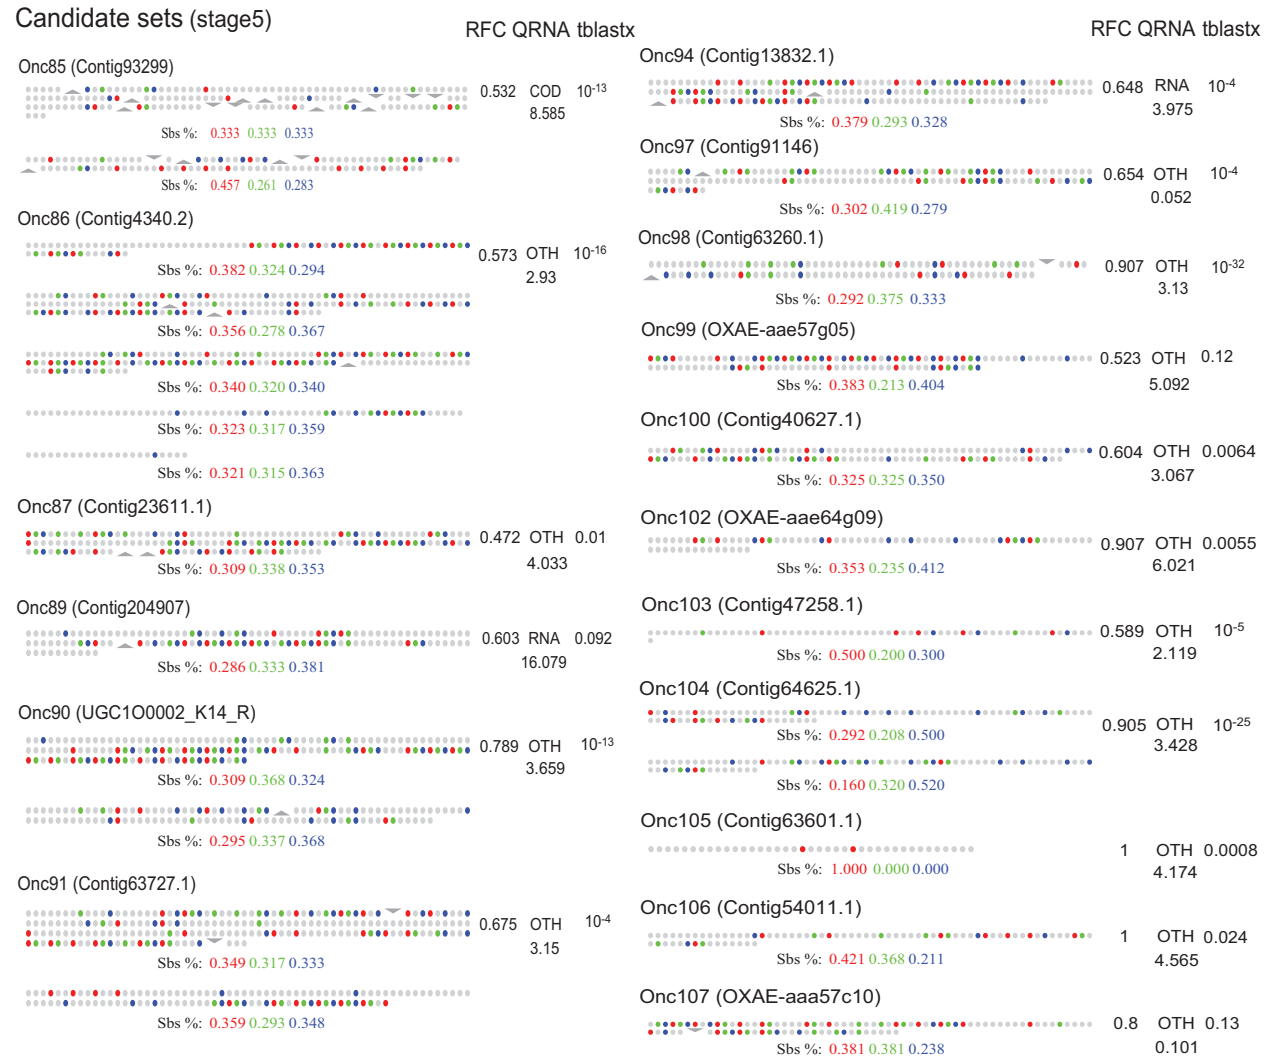 Candidate sets (stage5)
RFC QRNA tblastx
Onc85 (Contig93299)
0.532 COD 10-13
8.585
Sbs %: 0.333 0.333 0.333
Sbs %: 0.457 0.261 0.283
Onc86 (Contig4340.2)
0.573 OTH 10-16
2.93
Sbs %: 0.382 0.324 0.294
Sbs %: 0.356 0.278 0.367
Sbs %: 0.340 0.320 0.340
Sbs %: 0.323 0.317 0.359
Sbs %: 0.321 0.315 0.363
Onc87 (Contig23611.1)
0.472 OTH 0.01
4.033
Sbs %: 0.309 0.338 0.353
Onc89 (Contig204907)
0.603 RNA 0.092
16.079
Sbs %: 0.286 0.333 0.381
Onc90 (UGC1O0002_K14_R)
0.789 OTH 10-13
3.659
Sbs %: 0.309 0.368 0.324
Sbs %: 0.295 0.337 0.368
Onc91 (Contig63727.1)
0.675 OTH 10-4
3.15
Sbs %: 0.349 0.317 0.333
Sbs %: 0.359 0.293 0.348
RFC QRNA tblastx
Onc94 (Contig13832.1)
0.648 RNA 10-4
3.975
Sbs %: 0.379 0.293 0.328
Onc97 (Contig91146)
0.654 OTH 10-4
0.052
Sbs %: 0.302 0.419 0.279
Onc98 (Contig63260.1)
0.907 OTH 10-32
3.13
Sbs %: 0.292 0.375 0.333
Onc99 (OXAE-aae57g05)
0.523 OTH 0.12
5.092
Sbs %: 0.383 0.213 0.404
Onc100 (Contig40627.1)
0.604 OTH 0.0064
3.067
Sbs %: 0.325 0.325 0.350
Onc102 (OXAE-aae64g09)
0.907 OTH 0.0055
6.021
Sbs %: 0.353 0.235 0.412
Onc103 (Contig47258.1)
0.589 OTH 10-5
2.119
Sbs %: 0.500 0.200 0.300
Onc104 (Contig64625.1)
0.905 OTH 10-25
3.428
Sbs %: 0.292 0.208 0.500
Sbs %: 0.160 0.320 0.520
Onc105 (Contig63601.1)
1 OTH 0.0008
4.174
Sbs %: 1.000 0.000 0.000
Onc106 (Contig54011.1)
1 OTH 0.024
4.565
Sbs %: 0.421 0.368 0.211
Onc107 (OXAE-aaa57c10)
0.8 OTH 0.13
0.101
Sbs %: 0.381 0.381 0.238